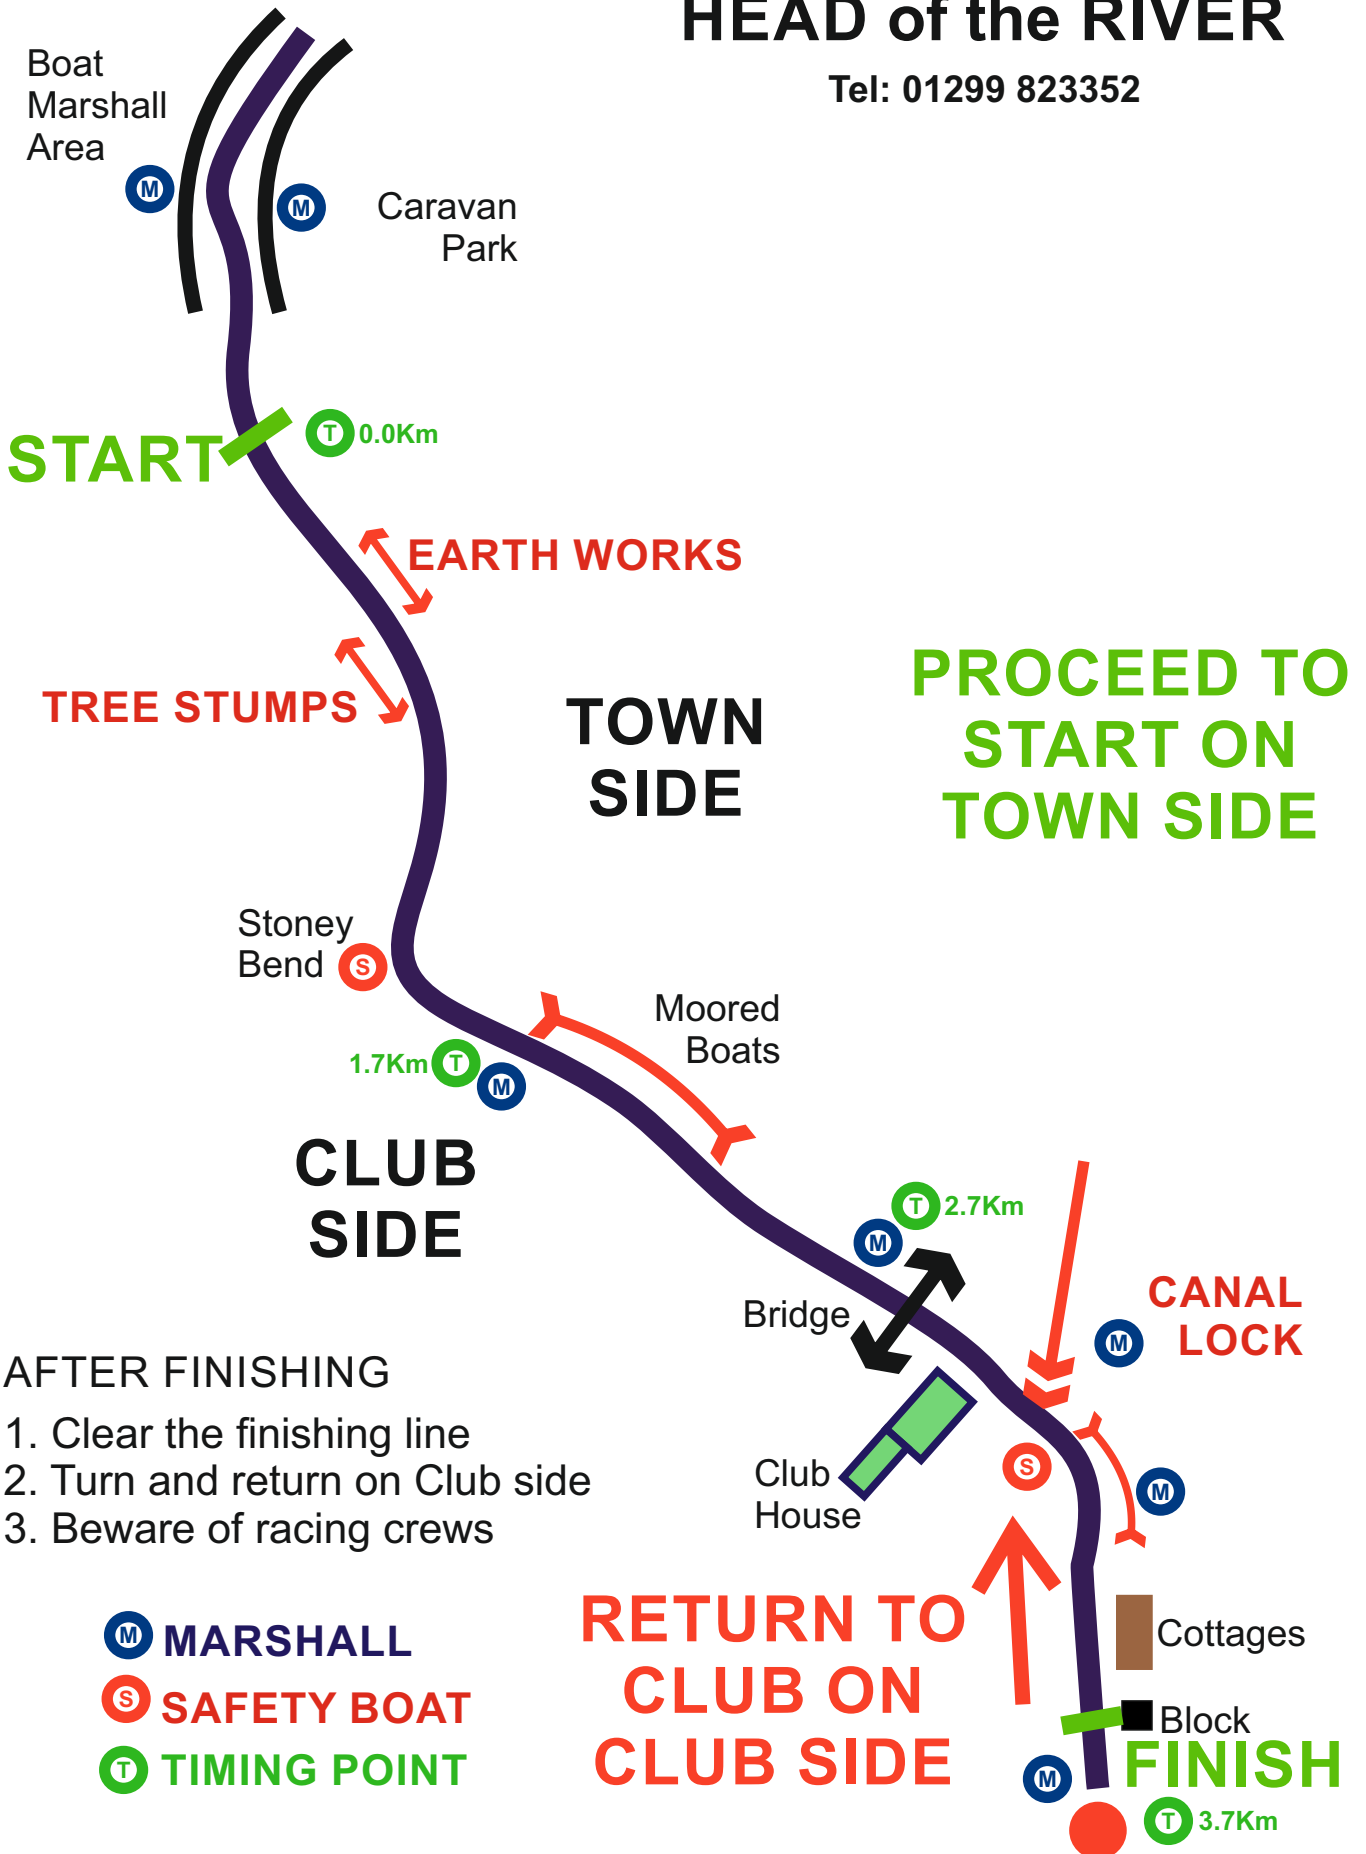 HEAD of the RIVER
Tel: 01299 823352
Boat
Marshall
Area
M
M
Caravan
Park
START
T 0.0Km
EARTH WORKS
TREE STUMPS
TOWN
SIDE
PROCEED TO
START ON
TOWN SIDE
Stoney
Bend
S
Moored
Boats
1.7Km T
M
CLUB
SIDE
T 2.7Km
M
Bridge
CANAL
LOCK
M
AFTER FINISHING
1. Clear the finishing line
2. Turn and return on Club side
3. Beware of racing crews
Club
House
S
M
M MARSHALL
S SAFETY BOAT
T TIMING POINT
RETURN TO
CLUB ON
CLUB SIDE
Cottages
Block
FINISH
M
T 3.7Km